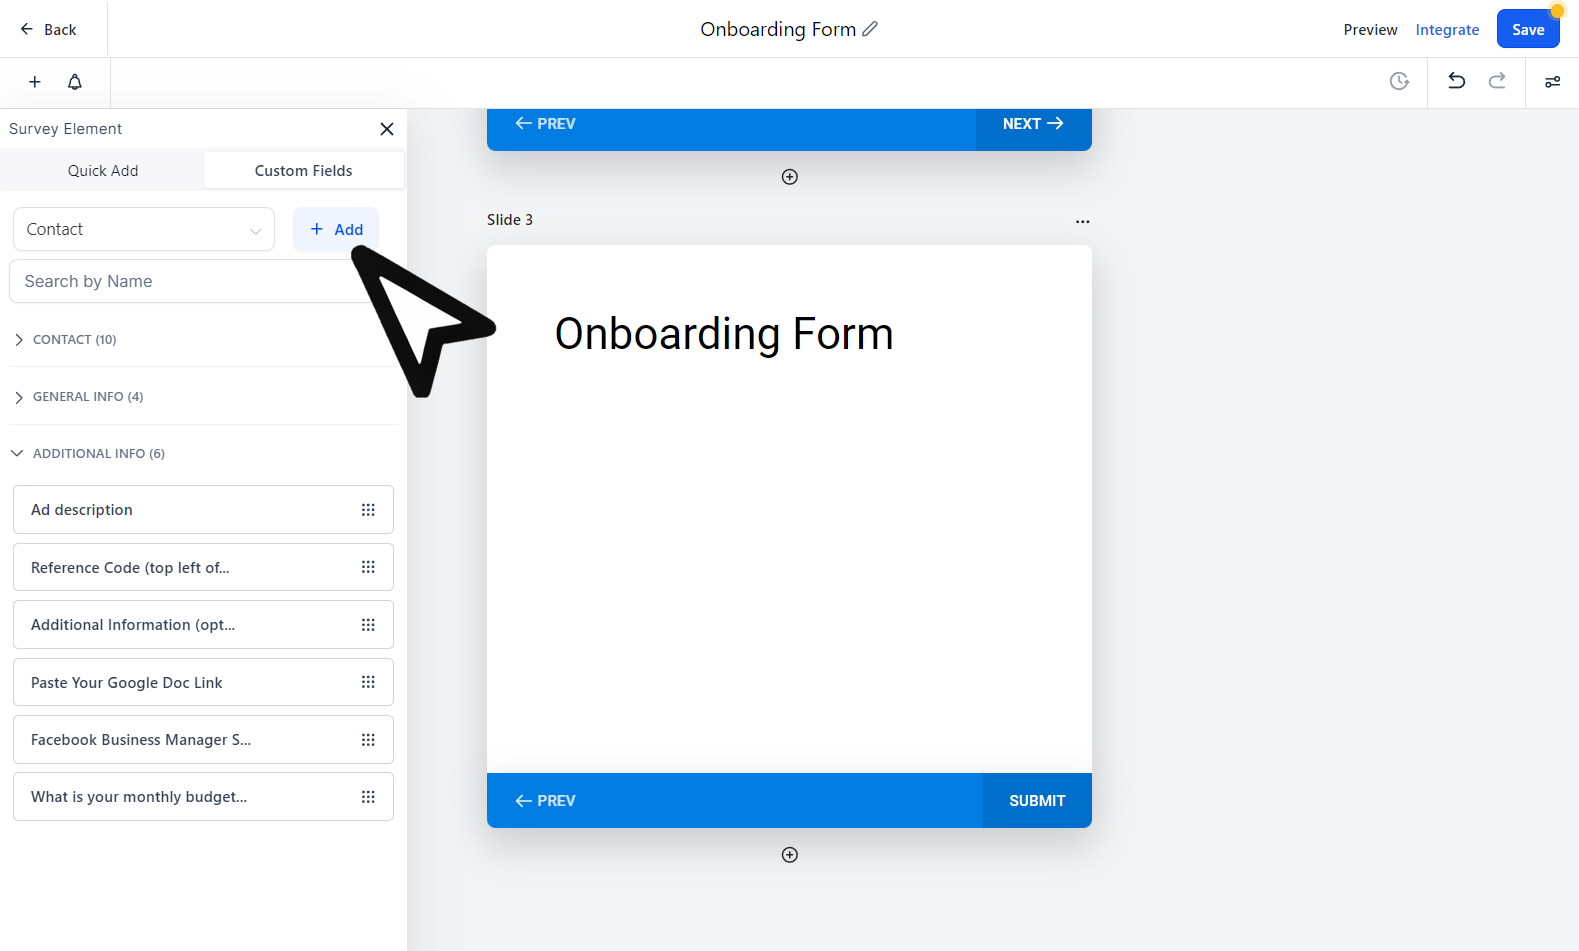 Back
Onboarding Form
Preview
Integrate
Save
Survey Element
Quick Add
Custom Fields
Contact
+ Add
Search by Name
CONTACT (10)
GENERAL INFO (4)
ADDITIONAL INFO (6)
Ad description
Reference Code (top left of...
Additional Information (opt...
Paste Your Google Doc Link
Facebook Business Manager S...
What is your monthly budget...
PREV
NEXT
Slide 3
Onboarding Form
PREV
SUBMIT